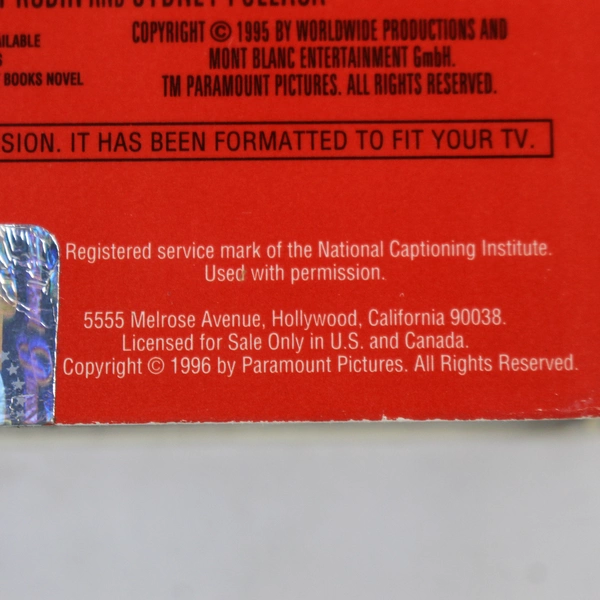 AND SYDNEY POLLACK
COPYRIGHT © 1995 BY WORLDWIDE PRODUCTIONS AND
MONT BLANC ENTERTAINMENT GmbH.
TM PARAMOUNT PICTURES. ALL RIGHTS RESERVED.
BOOKS NOVEL
IT HAS BEEN FORMATTED TO FIT YOUR TV.
Registered service mark of the National Captioning Institute.
Used with permission.
5555 Melrose Avenue, Hollywood, California 90038.
Licensed for Sale Only in U.S. and Canada.
Copyright © 1996 by Paramount Pictures. All Rights Reserved.